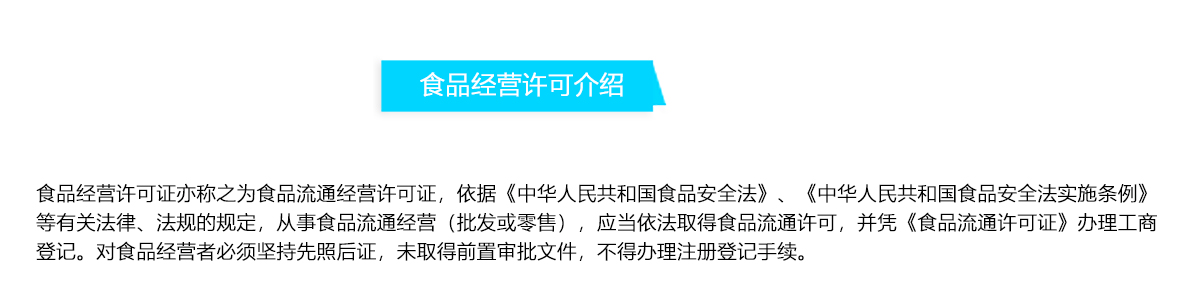 食品经营许可介绍
食品经营许可证亦称之为食品流通经营许可证，依据《中华人民共和国食品安全法》、《中华人民共和国食品安全法实施条例》
等有关法律、法规的规定，从事食品流通经营（批发或零售），应当依法取得食品流通许可，并凭《食品流通许可证》办理工商
登记。对食品经营者必须坚持先照后证，未取得前置审批文件，不得办理注册登记手续。